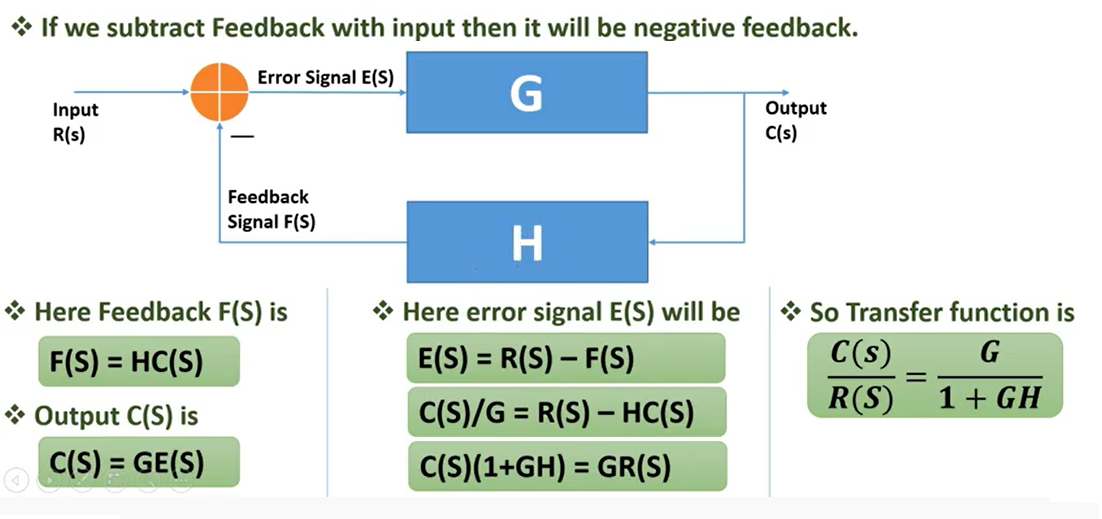 ❖ If we subtract Feedback with input then it will be negative feedback.
Error Signal E(S)
G
Input
R(s)
Output
C(s)
—
Feedback
Signal F(S)
H
❖ Here Feedback F(S) is
F(S) = HC(S)
❖ Output C(S) is
C(S) = GE(S)
❖ Here error signal E(S) will be
E(S) = R(S) – F(S)
C(S)/G = R(S) – HC(S)
C(S)(1+GH) = GR(S)
❖ So Transfer function is
C(s)/R(S) = G/1 + GH